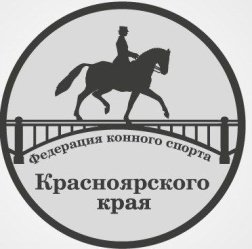 Федерация конного спорта
Красноярского
края